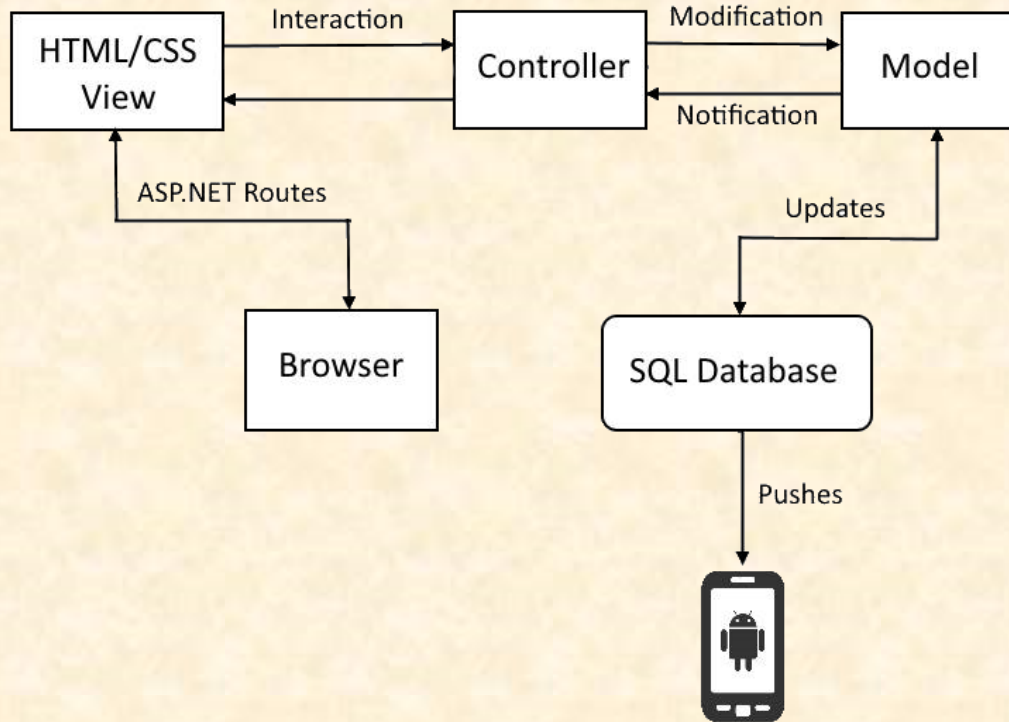 Interaction
Modification
HTML/CSS
View
Controller
Model
Notification
ASP.NET Routes
Updates
Browser
SQL Database
Pushes